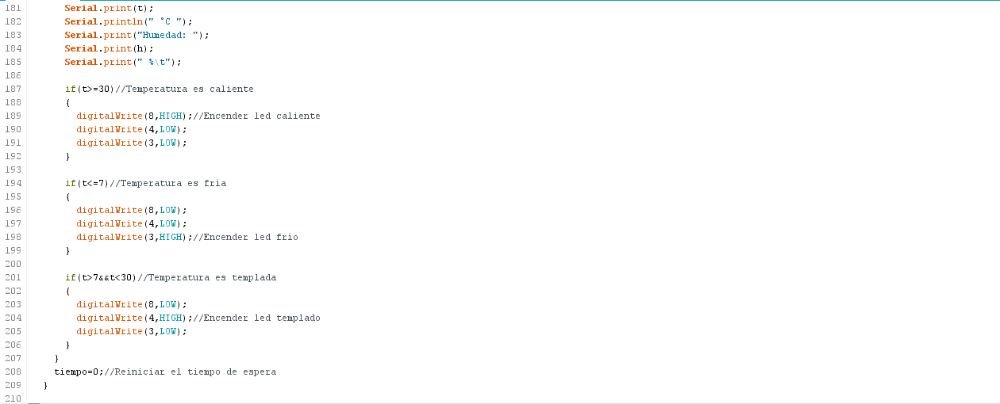 181 Serial.print(t);
182 Serial.println(" °C ");
183 Serial.print("Humedad: ");
184 Serial.print(h);
185 Serial.print(" %\t");
186
187 if(t>=30)//Temperatura es caliente
188 {
189 digitalWrite(8,HIGH);//Encender led caliente
190 digitalWrite(4,LOW);
191 digitalWrite(3,LOW);
192 }
193
194 if(t<=7)//Temperatura es fría
195 {
196 digitalWrite(8,LOW);
197 digitalWrite(4,LOW);
198 digitalWrite(3,HIGH);//Encender led frío
199 }
200
201 if(t>7&&t<30)//Temperatura es templada
202 {
203 digitalWrite(8,LOW);
204 digitalWrite(4,HIGH);//Encender led templado
205 digitalWrite(3,LOW);
206 }
207 }
208 tiempo=0;//Reiniciar el tiempo de espera
209 }
210